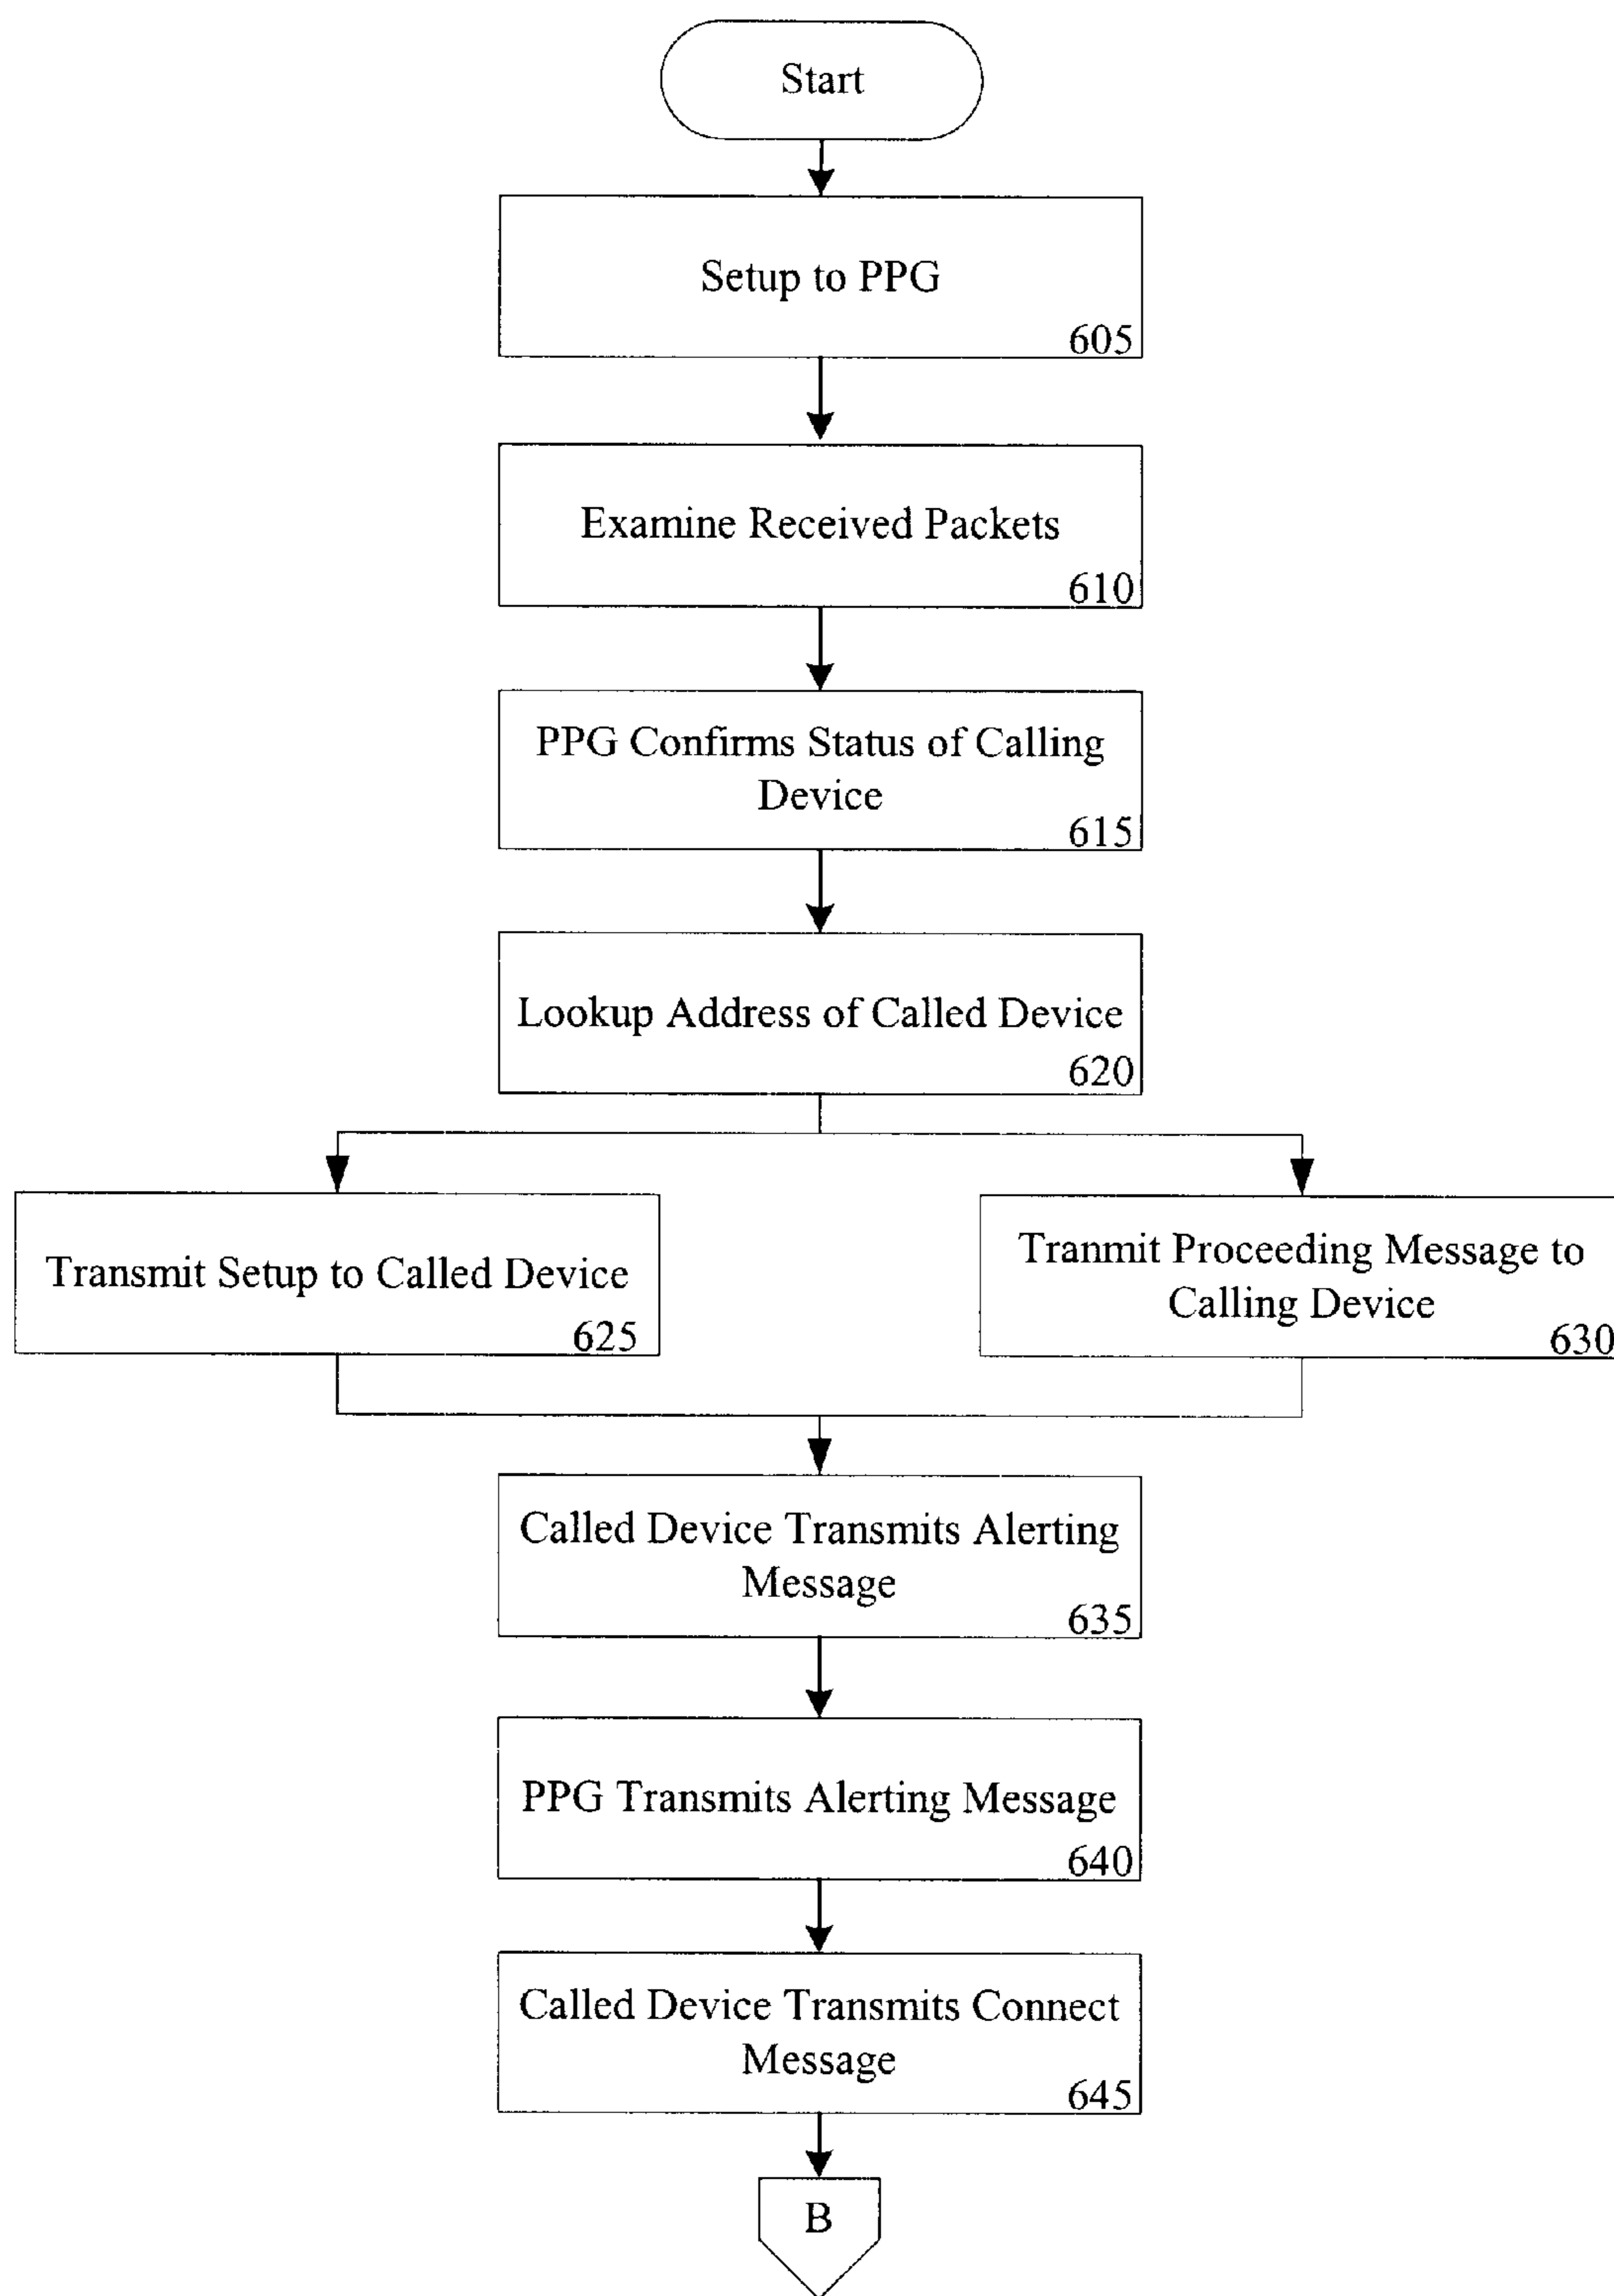 Start
Setup to PPG
605
Examine Received Packets
610
PPG Confirms Status of Calling
Device
615
Lookup Address of Called Device
620
Transmit Setup to Called Device
625
Tranmit Proceeding Message to
Calling Device
630
Called Device Transmits Alerting
Message
635
PPG Transmits Alerting Message
640
Called Device Transmits Connect
Message
645
B